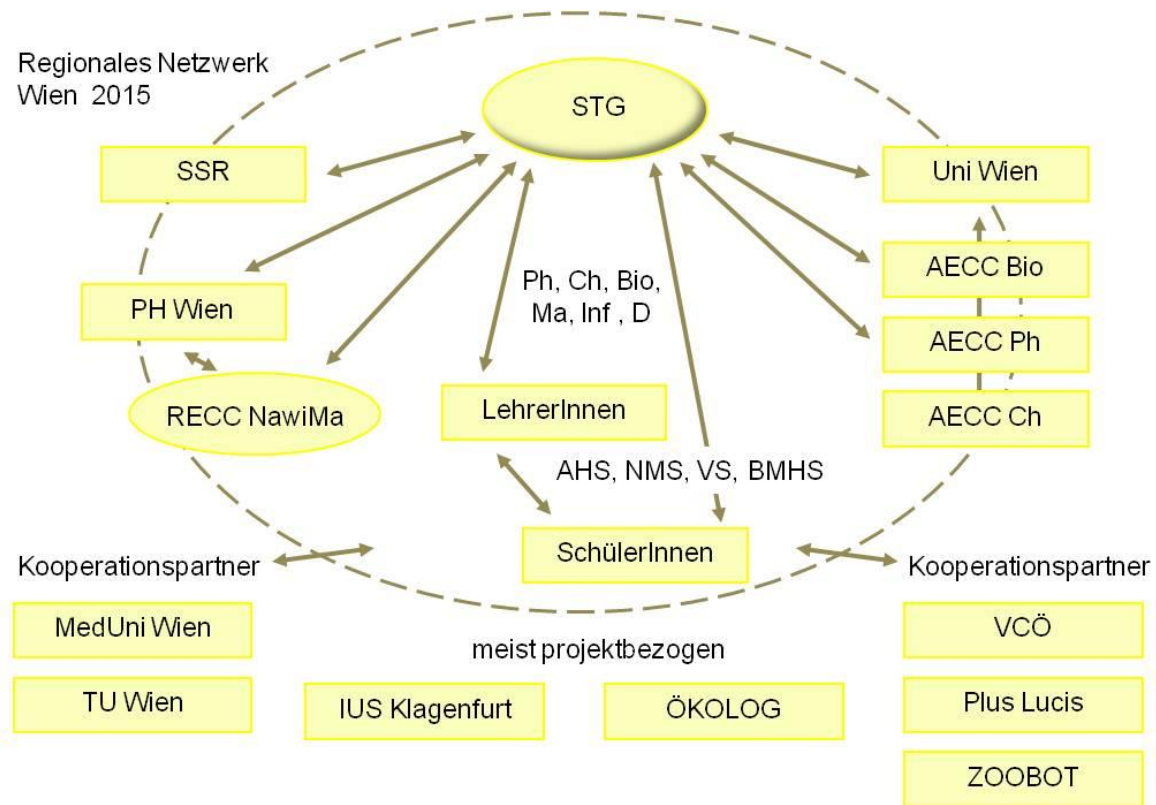 Regionales Netzwerk
Wien 2015
STG
SSR
Uni Wien
AECC Bio
PH Wien
Ph, Ch, Bio,
Ma, Inf , D
AECC Ph
RECC NawiMa
LehrerInnen
AECC Ch
AHS, NMS, VS, BMHS
SchülerInnen
Kooperationspartner
Kooperationspartner
MedUni Wien
VCÖ
meist projektbezogen
TU Wien
IUS Klagenfurt
ÖKOLOG
Plus Lucis
ZOOBOT